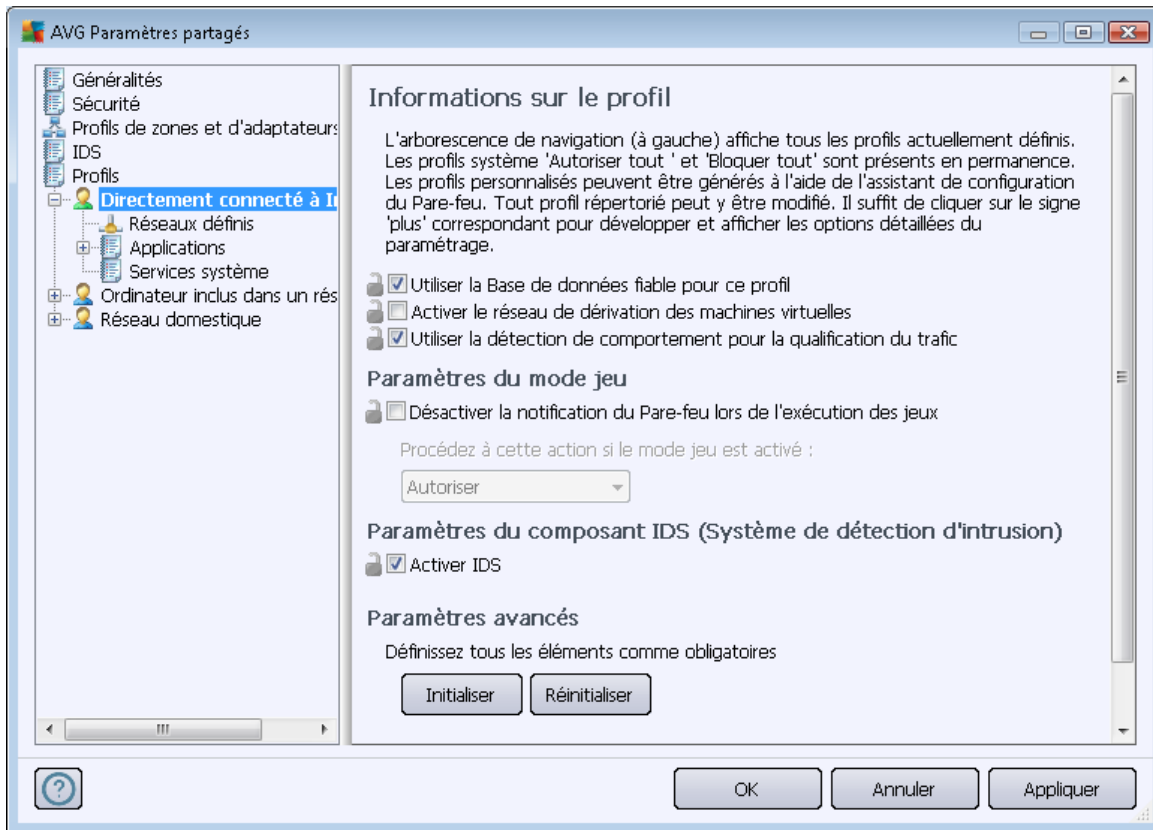 AVG Paramètres partagés
Généralités
Sécurité
Profils de zones et d'adaptateurs
IDS
Profils
Directement connecté à In
Réseaux définis
Applications
Services système
Ordinateur inclus dans un rés
Réseau domestique
Informations sur le profil
L'arborescence de navigation (à gauche) affiche tous les profils actuellement définis.
Les profils système 'Autoriser tout ' et 'Bloquer tout' sont présents en permanence.
Les profils personnalisés peuvent être générés à l'aide de l'assistant de configuration
du Pare-feu. Tout profil répertorié peut y être modifié. Il suffit de cliquer sur le signe
'plus' correspondant pour développer et afficher les options détaillées du
paramétrage.
Utiliser la Base de données fiable pour ce profil
Activer le réseau de dérivation des machines virtuelles
Utiliser la détection de comportement pour la qualification du trafic
Paramètres du mode jeu
Désactiver la notification du Pare-feu lors de l'exécution des jeux
Procédez à cette action si le mode jeu est activé :
Autoriser
Paramètres du composant IDS (Système de détection d'intrusion)
Activer IDS
Paramètres avancés
Définissez tous les éléments comme obligatoires
Initialiser
Réinitialiser
?
OK
Annuler
Appliquer